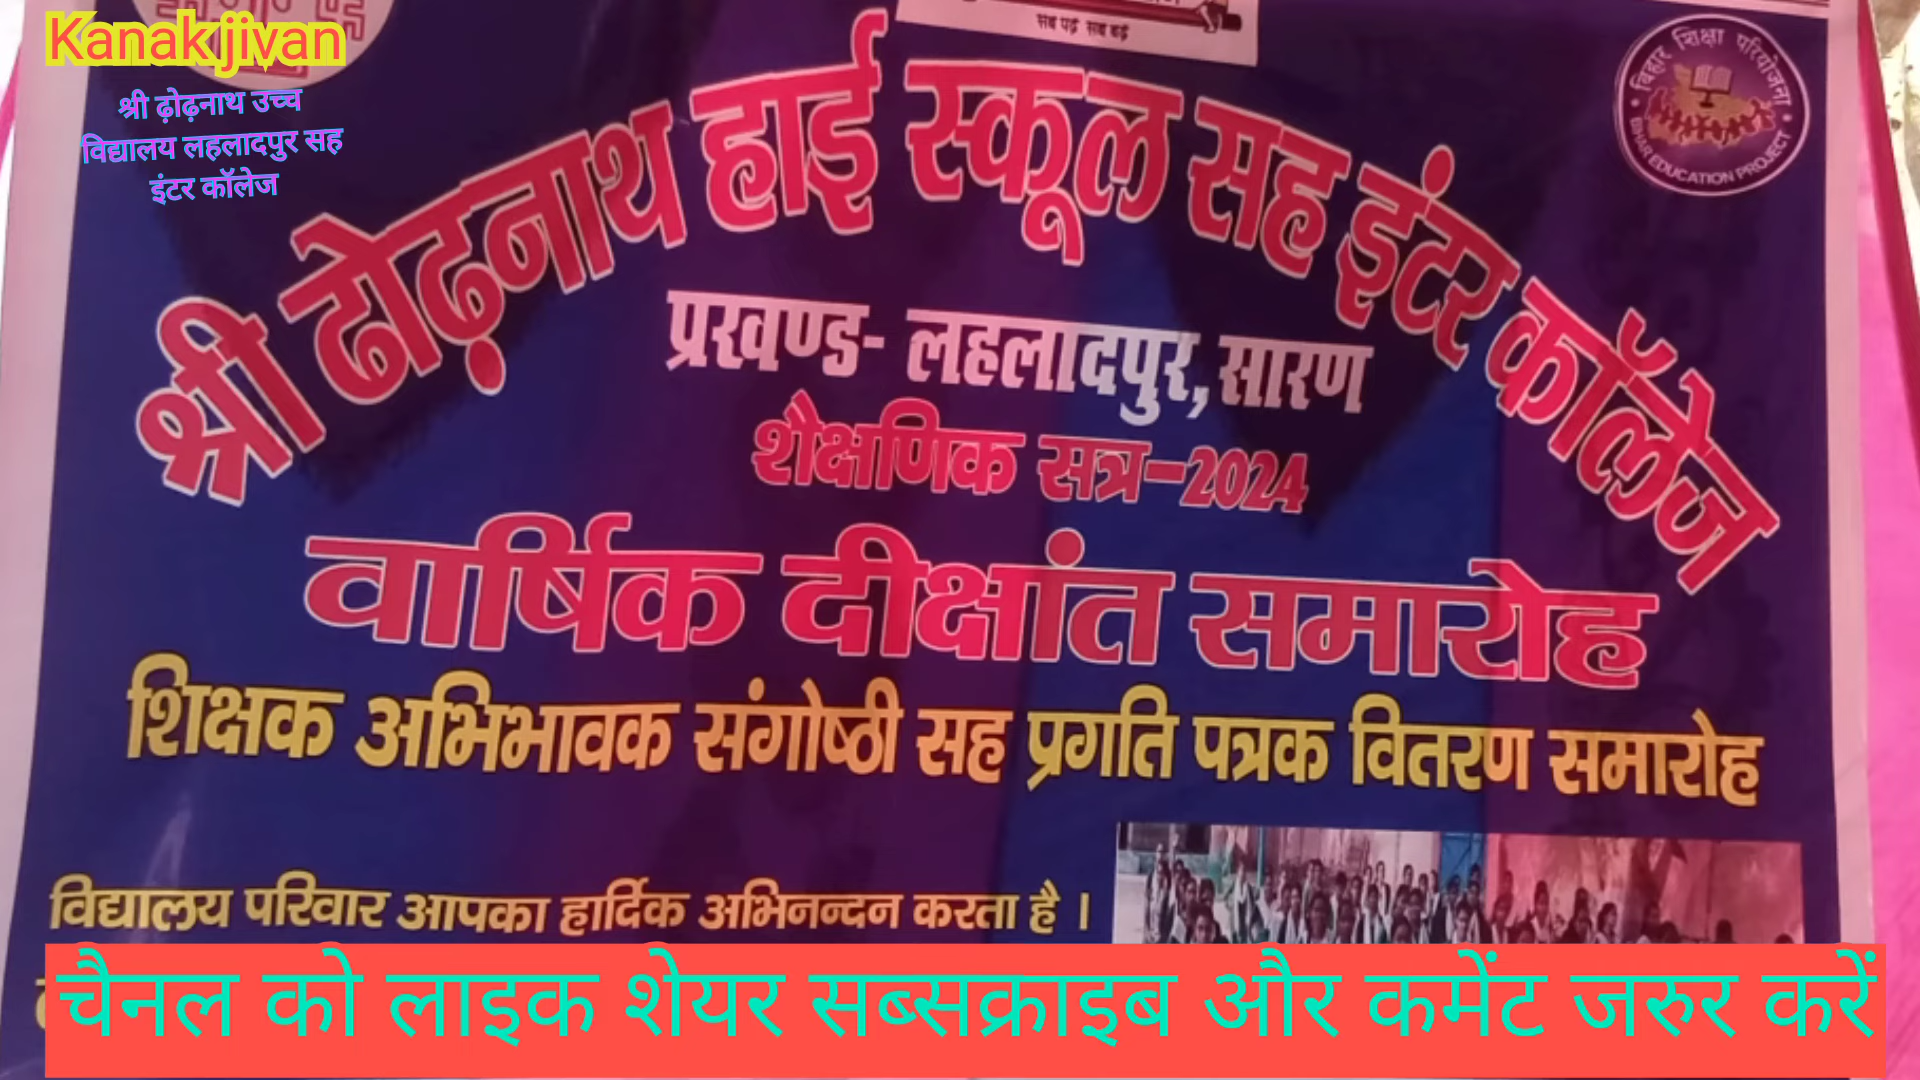 Kanakjivan
सब पढ़ें सब बढ़ें
श्री ढ़ोढ़नाथ उच्च
विद्यालय लहलादपुर सह
इंटर कॉलेज
बिहार शिक्षा परियोजना
BIHAR EDUCATION PROJECT
श्री ढोढ़नाथ हाई स्कूल सह इंटर कॉलेज
प्रखण्ड- लहलादपुर, सारण
शैक्षणिक सत्र-2024
वार्षिक दीक्षांत समारोह
शिक्षक अभिभावक संगोष्ठी सह प्रगति पत्रक वितरण समारोह
विद्यालय परिवार आपका हार्दिक अभिनन्दन करता है ।
चैनल को लाइक शेयर सब्सक्राइब और कमेंट जरुर करें